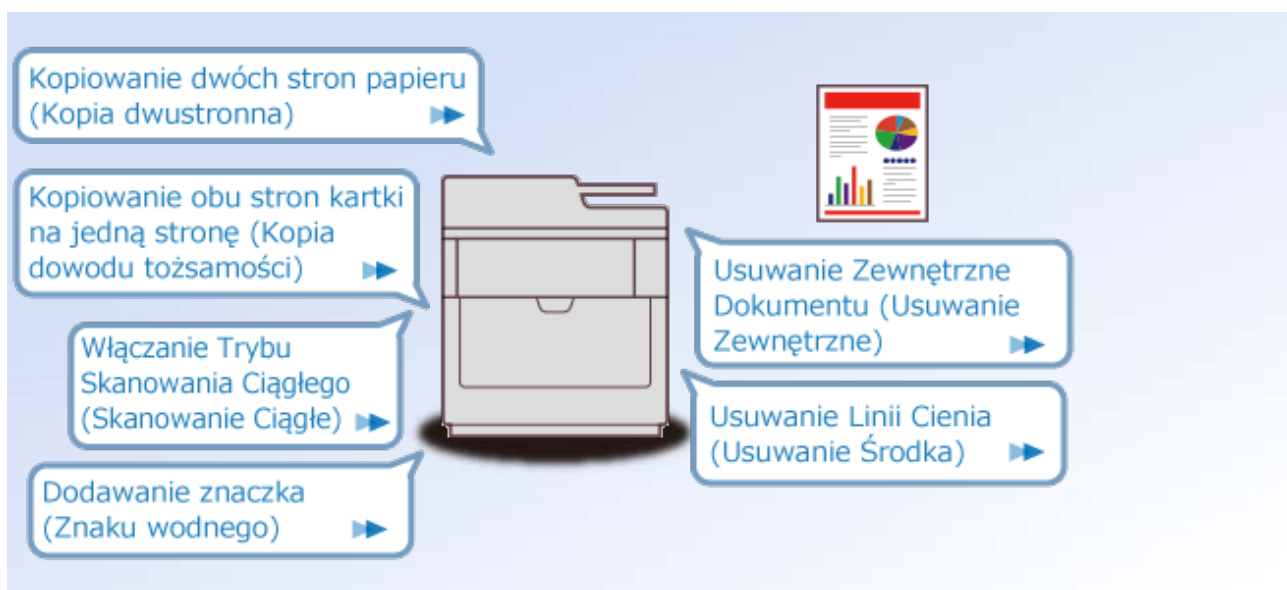 Kopiowanie dwóch stron papieru
(Kopia dwustronna)
Kopiowanie obu stron kartki
na jedną stronę (Kopia
dowodu tożsamości)
Włączanie Trybu
Skanowania Ciągłego
(Skanowanie Ciągłe)
Dodawanie znaczka
(Znaku wodnego)
Usuwanie Zewnętrzne
Dokumentu (Usuwanie
Zewnętrzne)
Usuwanie Linii Cienia
(Usuwanie Środka)